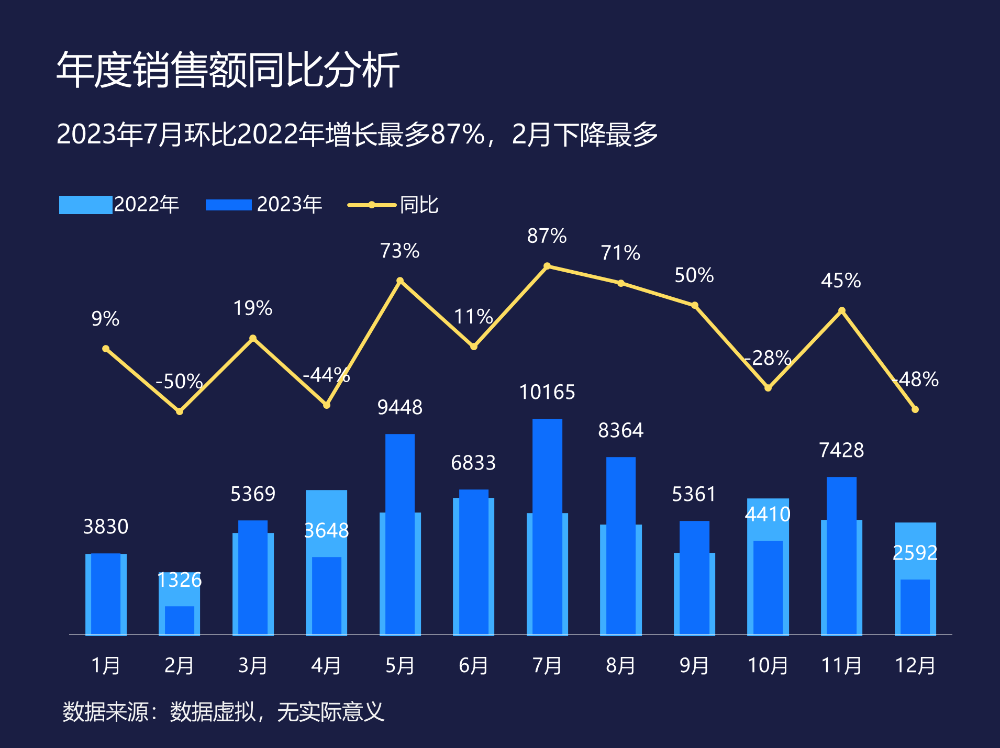 年度销售额同比分析
2023年7月环比2022年增长最多87%，2月下降最多
2022年 2023年 同比
9% -50% 19% -44% 73% 11% 87% 71% 50% -28% 45% -48%
3830 1326 5369 3648 9448 6833 10165 8364 5361 4410 7428 2592
1月 2月 3月 4月 5月 6月 7月 8月 9月 10月 11月 12月
数据来源：数据虚拟，无实际意义